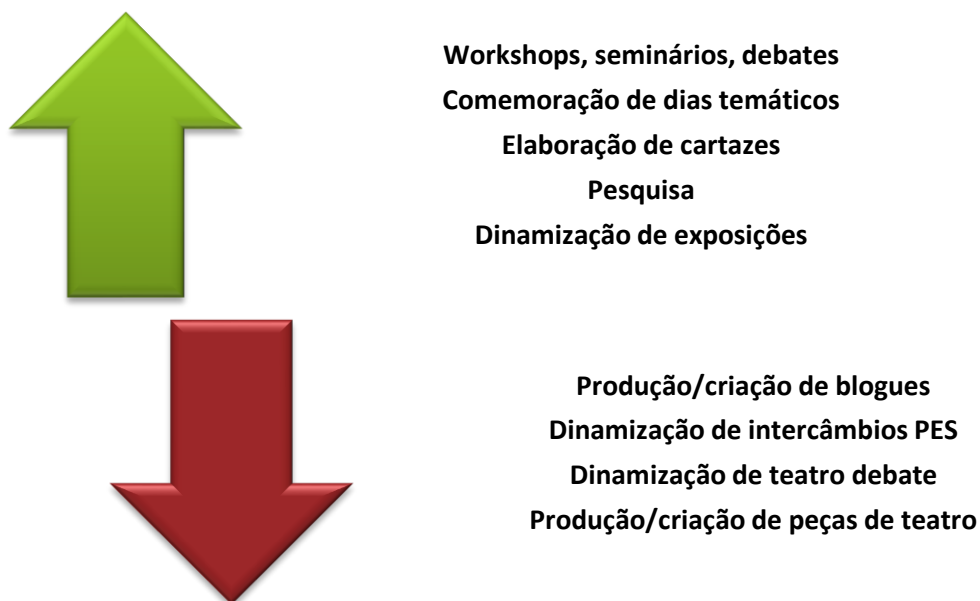 Workshops, seminários, debates
Comemoração de dias temáticos
Elaboração de cartazes
Pesquisa
Dinamização de exposições
Produção/criação de blogues
Dinamização de intercâmbios PES
Dinamização de teatro debate
Produção/criação de peças de teatro